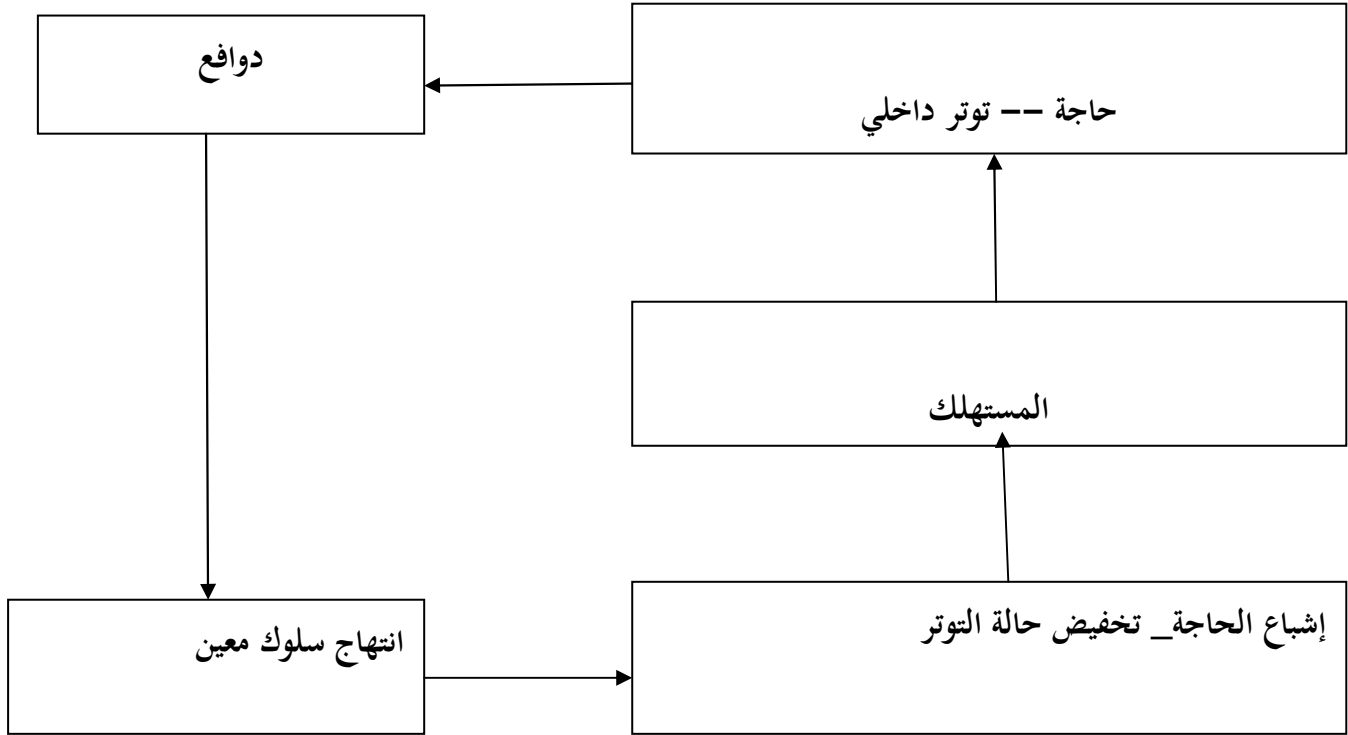 حاجة -– توتر داخلي
دوافع
المستهلك
إشباع الحاجة_ تخفيض حالة التوتر
انتهاج سلوك معين